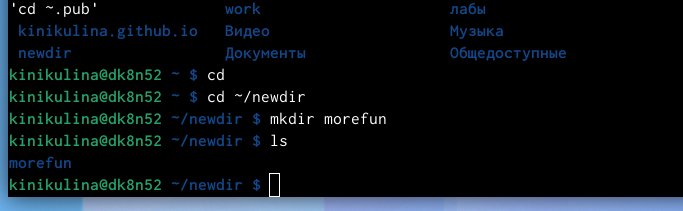 'cd ~.pub' work лабы
kinikulina.github.io Видео Музыка
newdir Документы Общедоступные
kinikulina@dk8n52 ~ $ cd
kinikulina@dk8n52 ~ $ cd ~/newdir
kinikulina@dk8n52 ~/newdir $ mkdir morefun
kinikulina@dk8n52 ~/newdir $ ls
morefun
kinikulina@dk8n52 ~/newdir $